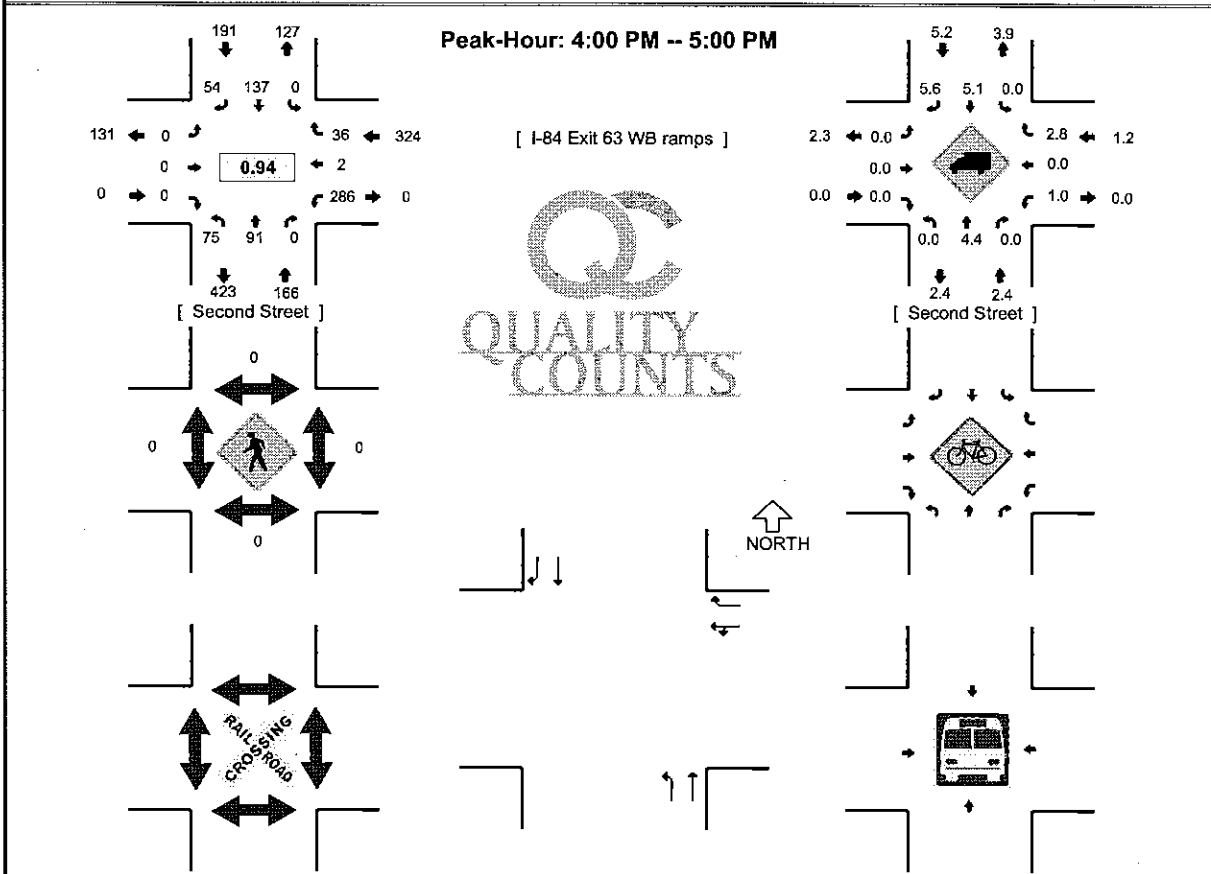 Peak-Hour: 4:00 PM -- 5:00 PM
191 127
54 137 0
131 0 36 324
0 0.94 2
0 0 286 0
75 91 0
423 166
[ Second Street ]
[ I-84 Exit 63 WB ramps ]
QC
QUALITY
COUNTS
5.2 3.9
5.6 5.1 0.0
2.3 0.0 2.8 1.2
0.0 0.0
0.0 0.0 1.0 0.0
0.0 4.4 0.0
2.4 2.4
[ Second Street ]
0
0 0
0
NORTH
RAIL ROAD
CROSSING